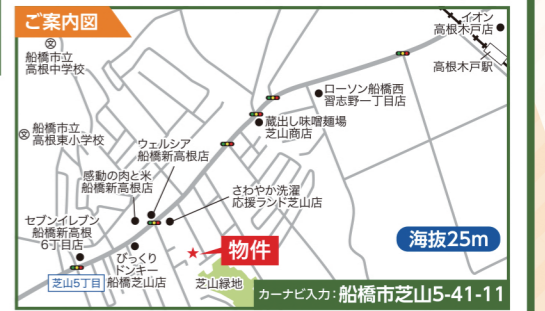 ご案内図
イオン
高根木戸店
船橋市立
高根中学校
高根木戸駅
ローソン船橋西
習志野一丁目店
蔵出し味噌麺場
芝山商店
船橋市立
高根東小学校
ウェルシア
船橋新高根店
感動の肉と米
船橋新高根店
さわやか洗濯
応援ランド芝山店
セブンイレブン
船橋新高根
6丁目店
物件
海抜25m
びっくり
ドンキー
船橋芝山店
芝山5丁目
芝山緑地
カーナビ入力:船橋市芝山5-41-11